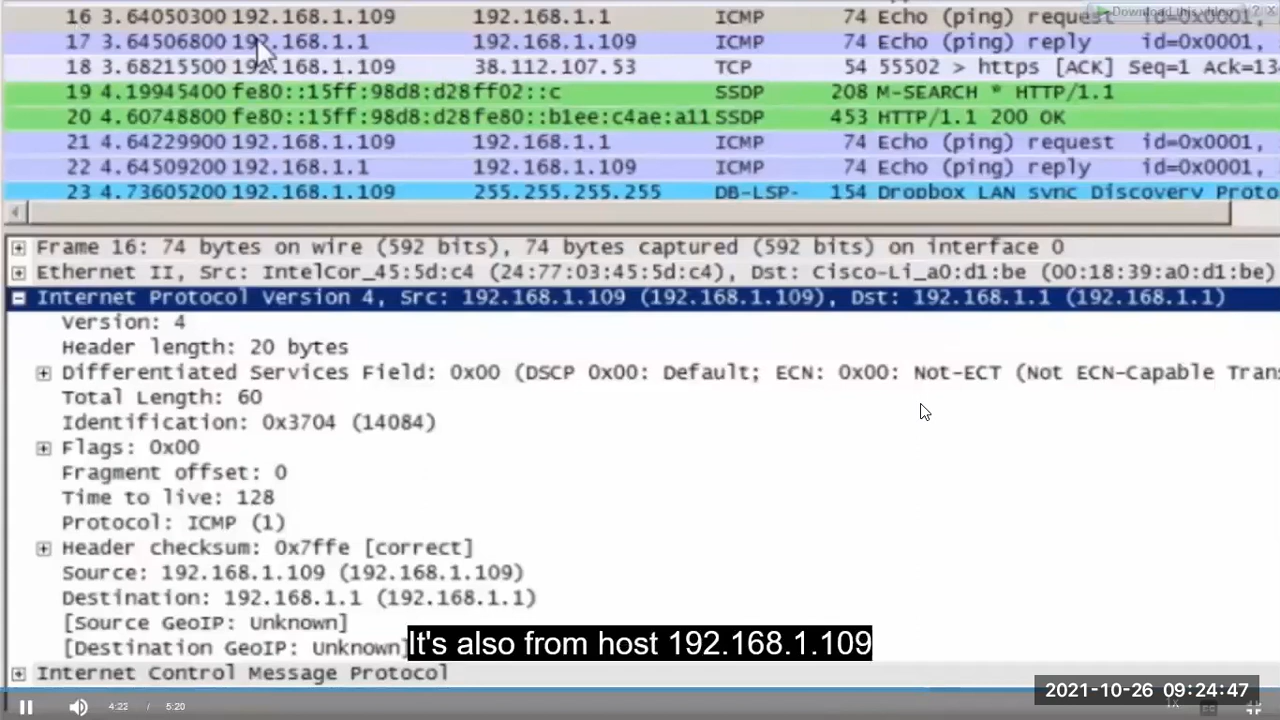 16 3.64050300 192.168.1.109 192.168.1.1 ICMP 74 Echo (ping) request id=0x0001,
Download this video ? X
17 3.64506800 192.168.1.1 192.168.1.109 ICMP 74 Echo (ping) reply id=0x0001,
18 3.68215500 192.168.1.109 38.112.107.53 TCP 54 55502 > https [ACK] Seq=1 Ack=13
19 4.19945400 fe80::15ff:98d8:d28 ff02::c SSDP 208 M-SEARCH * HTTP/1.1
20 4.60748800 fe80::15ff:98d8:d28 fe80::b1ee:c4ae:a11 SSDP 453 HTTP/1.1 200 OK
21 4.64229900 192.168.1.109 192.168.1.1 ICMP 74 Echo (ping) request id=0x0001,
22 4.64509200 192.168.1.1 192.168.1.109 ICMP 74 Echo (ping) reply id=0x0001,
23 4.73605200 192.168.1.109 255.255.255.255 DB-LSP- 154 Dropbox LAN sync Discovery Proto
Frame 16: 74 bytes on wire (592 bits), 74 bytes captured (592 bits) on interface 0
Ethernet II, Src: IntelCor_45:5d:c4 (24:77:03:45:5d:c4), Dst: Cisco-Li_a0:d1:be (00:18:39:a0:d1:be)
Internet Protocol Version 4, Src: 192.168.1.109 (192.168.1.109), Dst: 192.168.1.1 (192.168.1.1)
Version: 4
Header length: 20 bytes
Differentiated Services Field: 0x00 (DSCP 0x00: Default; ECN: 0x00: Not-ECT (Not ECN-Capable Trans
Total Length: 60
Identification: 0x3704 (14084)
Flags: 0x00
Fragment offset: 0
Time to live: 128
Protocol: ICMP (1)
Header checksum: 0x7ffe [correct]
Source: 192.168.1.109 (192.168.1.109)
Destination: 192.168.1.1 (192.168.1.1)
[Source GeoIP: Unknown]
[Destination GeoIP: Unknown]
It's also from host 192.168.1.109
Internet Control Message Protocol
2021-10-26 09:24:47
4:22 / 5:20
1x